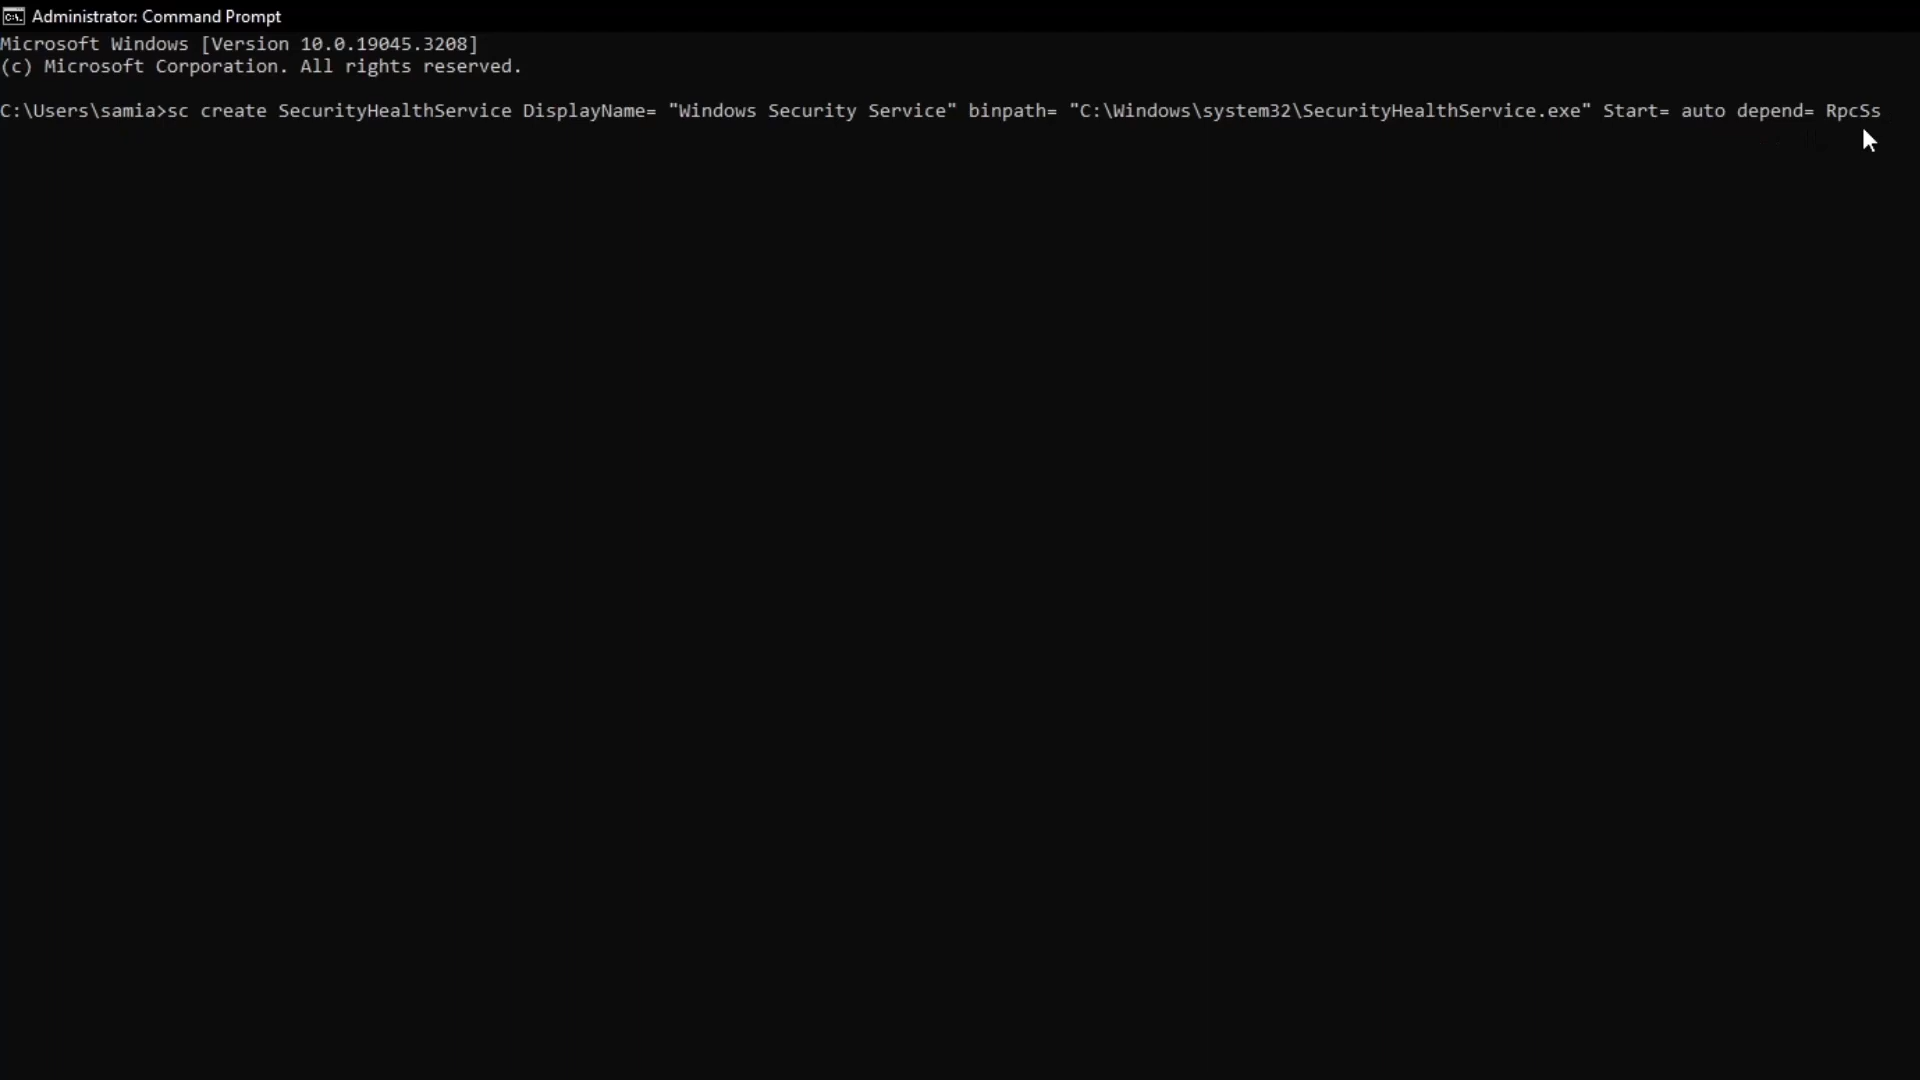 Administrator: Command Prompt
Microsoft Windows [Version 10.0.19045.3208]
(c) Microsoft Corporation. All rights reserved.
C:\Users\samia>sc create SecurityHealthService DisplayName= "Windows Security Service" binpath= "C:\Windows\system32\SecurityHealthService.exe" Start= auto depend= RpcSs